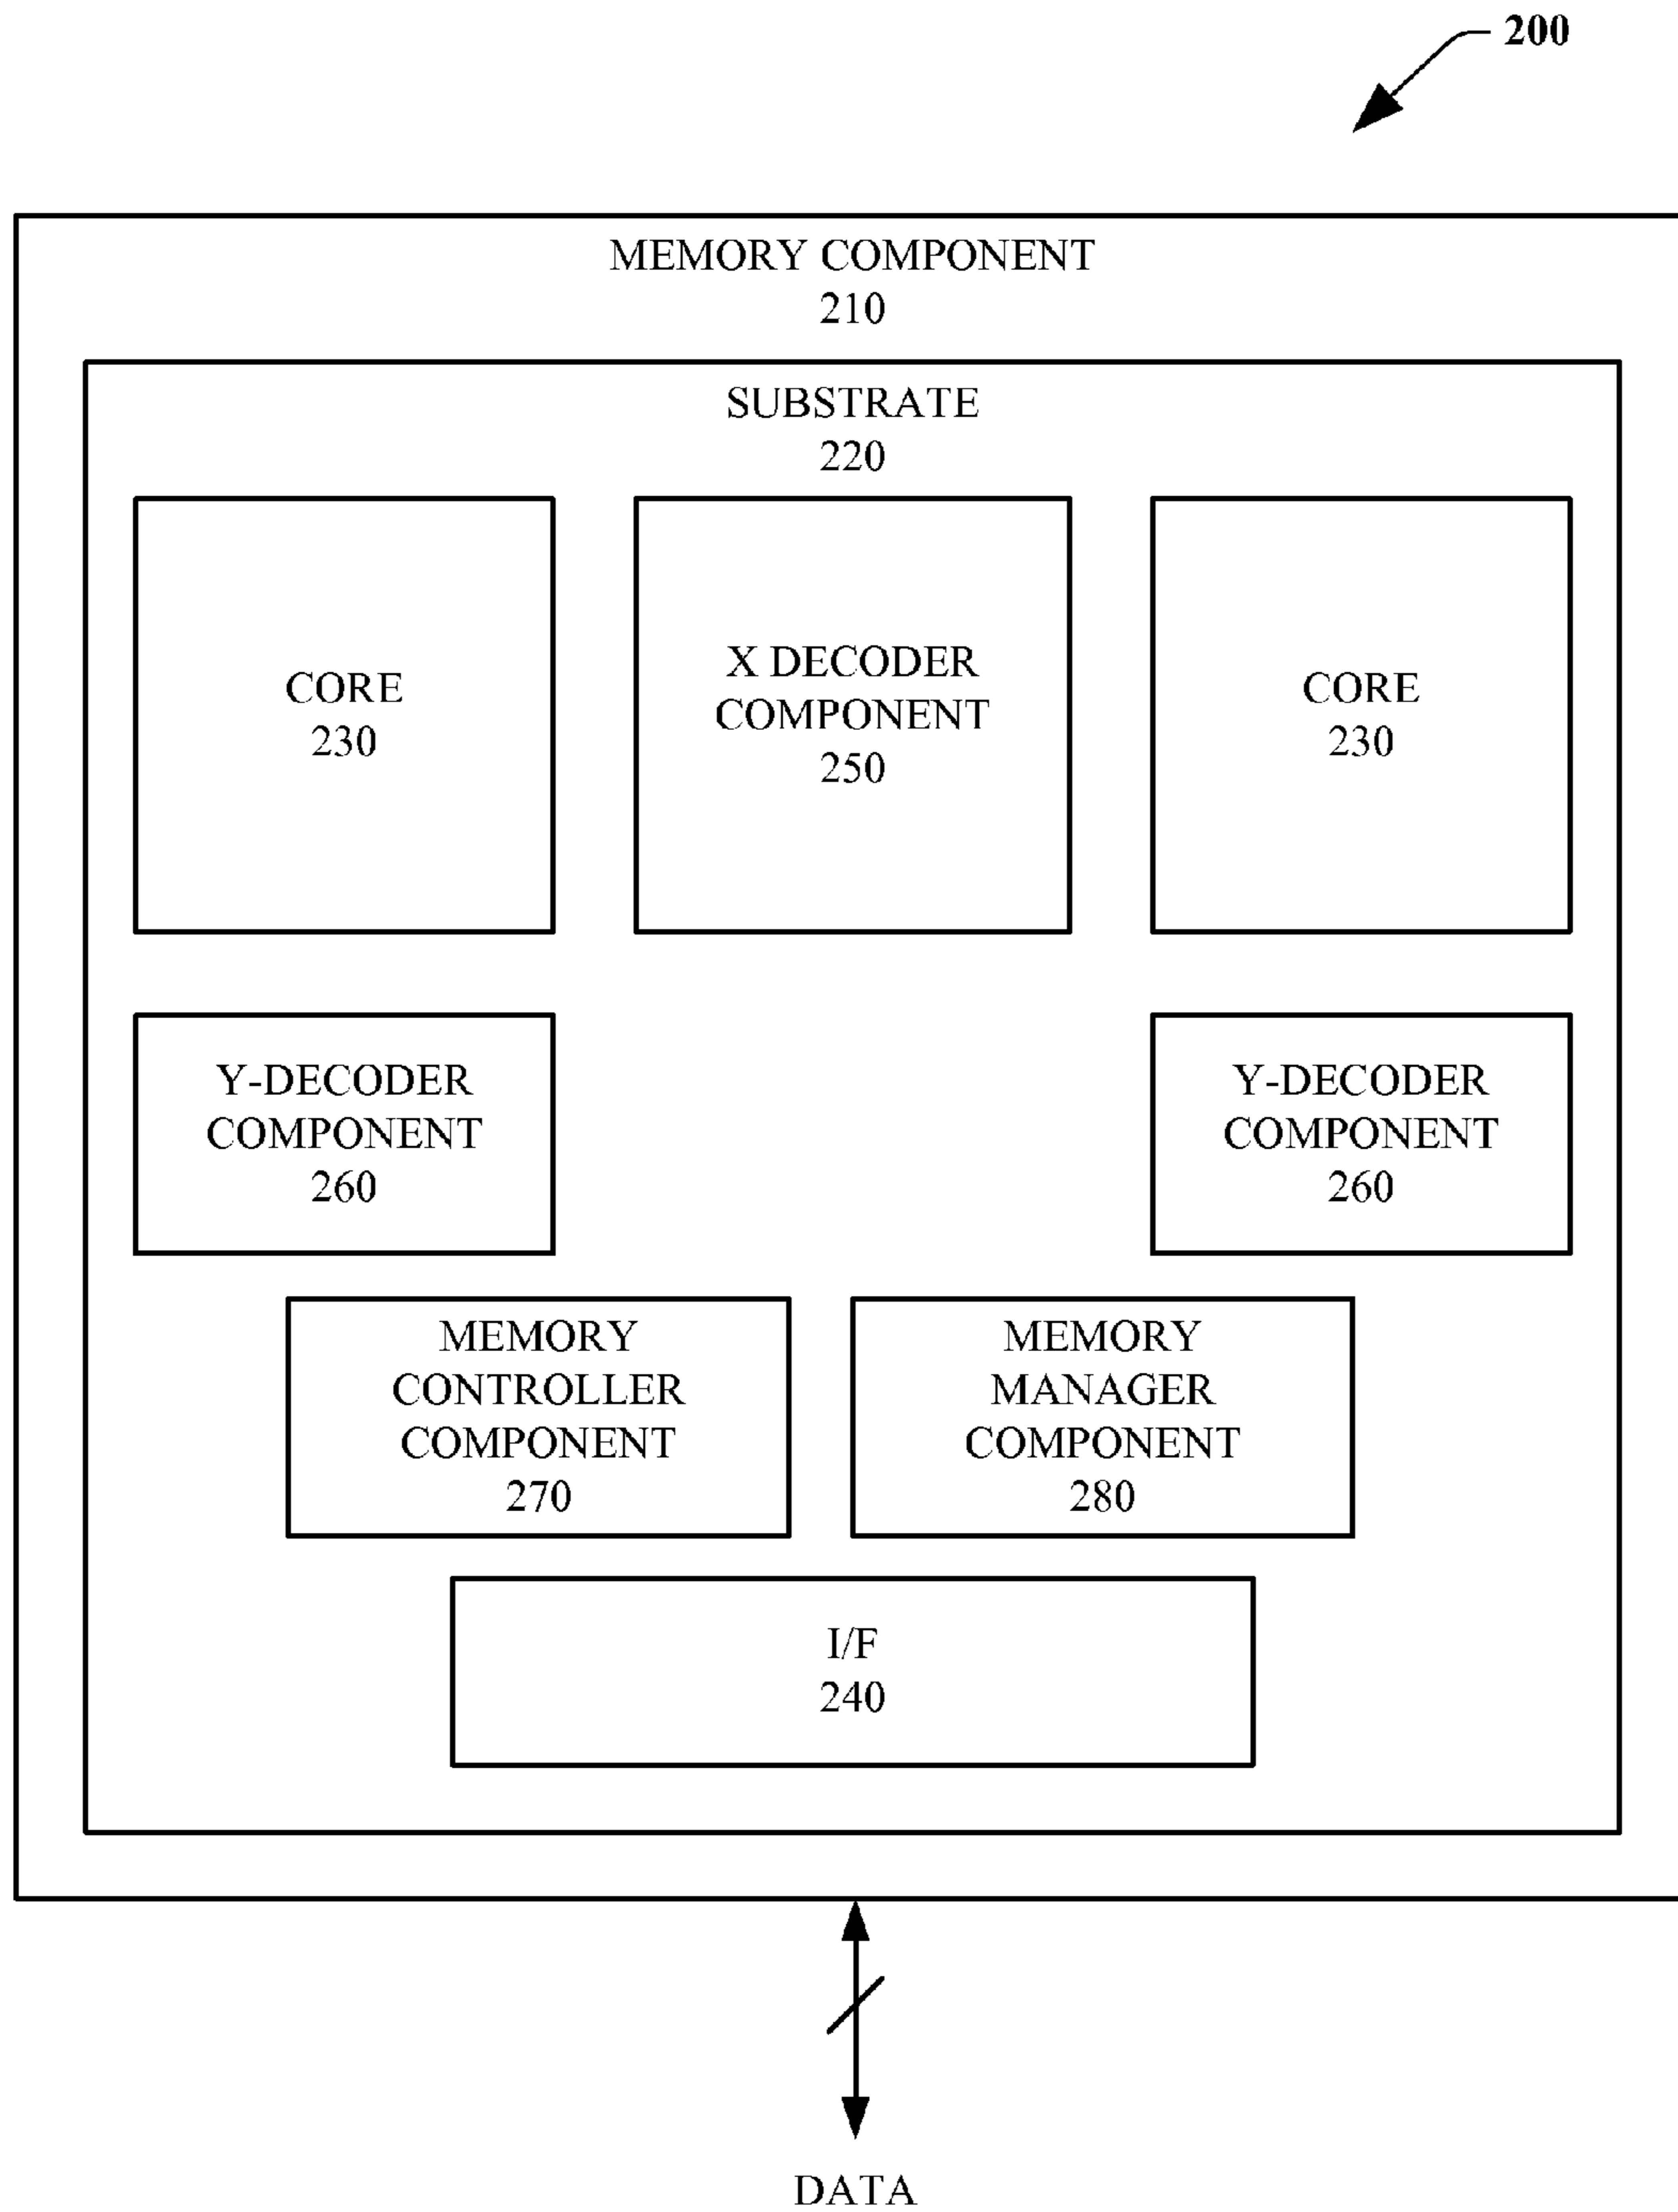 200
MEMORY COMPONENT
210
SUBSTRATE
220
CORE
230
X DECODER
COMPONENT
250
CORE
230
Y-DECODER
COMPONENT
260
Y-DECODER
COMPONENT
260
MEMORY
CONTROLLER
COMPONENT
270
MEMORY
MANAGER
COMPONENT
280
I/F
240
DATA